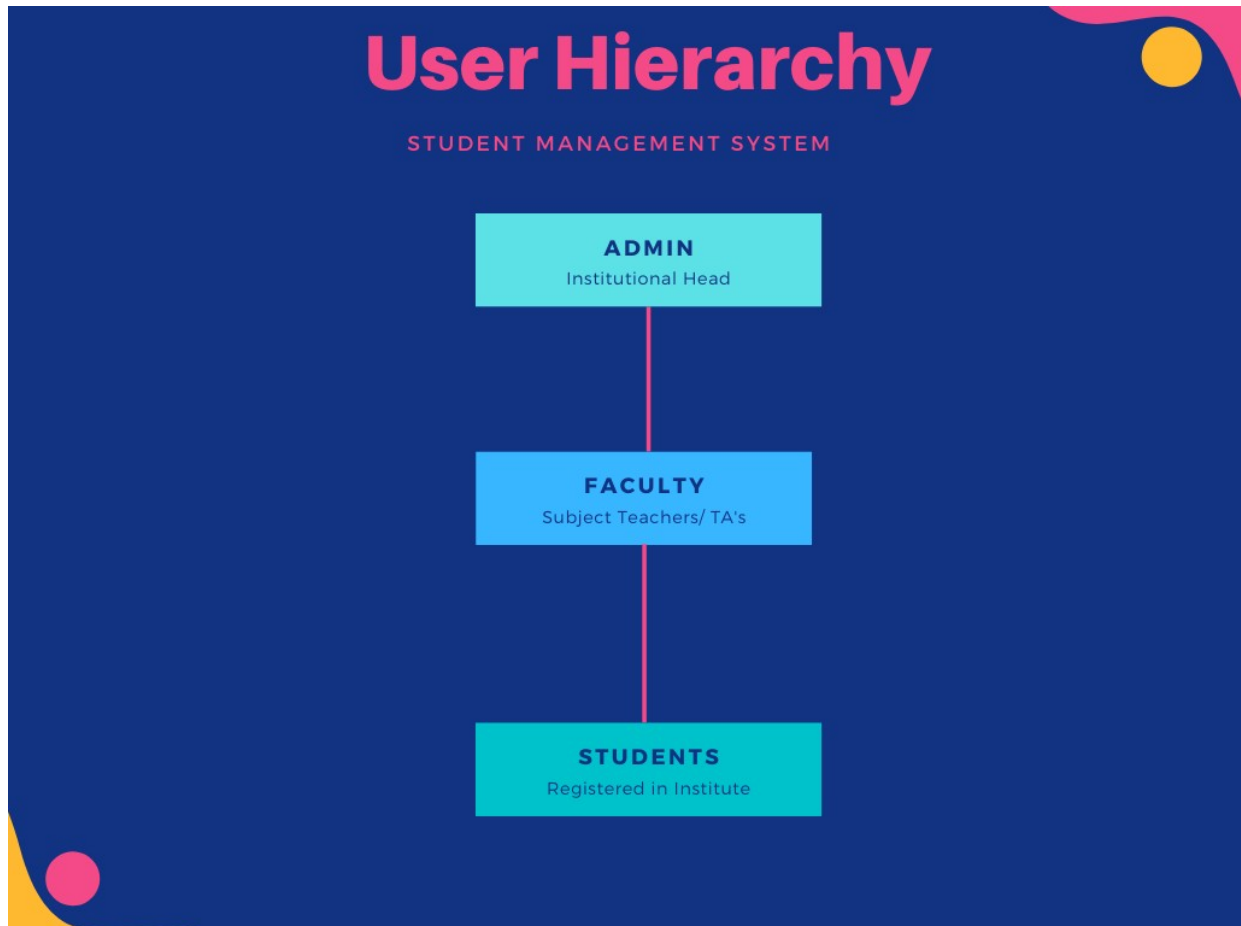 User Hierarchy
STUDENT MANAGEMENT SYSTEM
ADMIN
Institutional Head
FACULTY
Subject Teachers/ TA's
STUDENTS
Registered in Institute